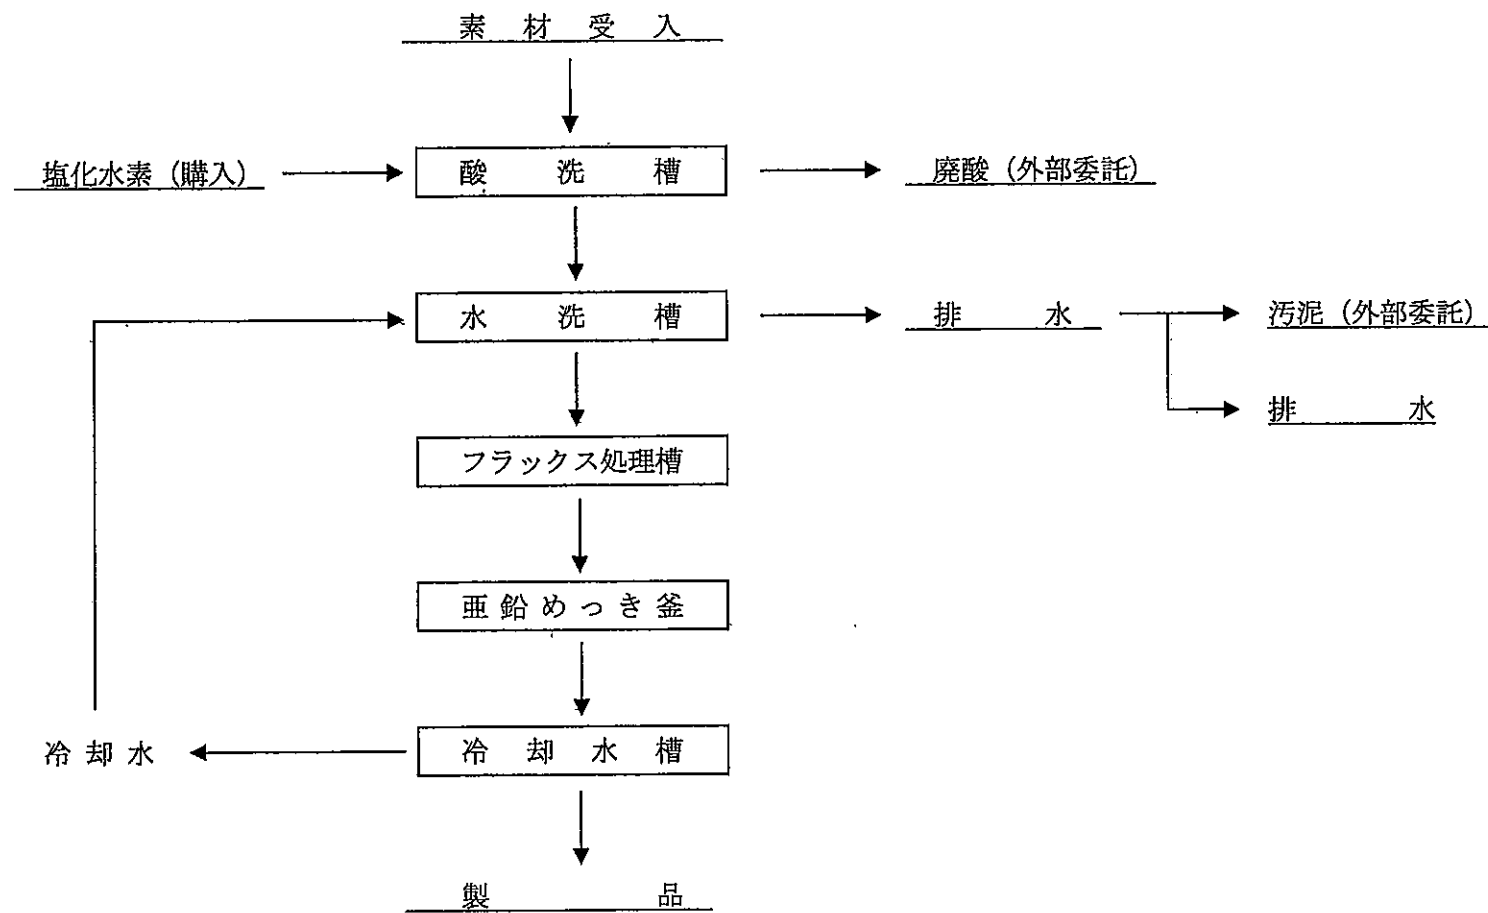 素材受入
塩化水素（購入）
酸洗槽
廃酸（外部委託）
水洗槽
排水
汚泥（外部委託）
排水
フラックス処理槽
亜鉛めっき釜
冷却水
冷却水槽
製品